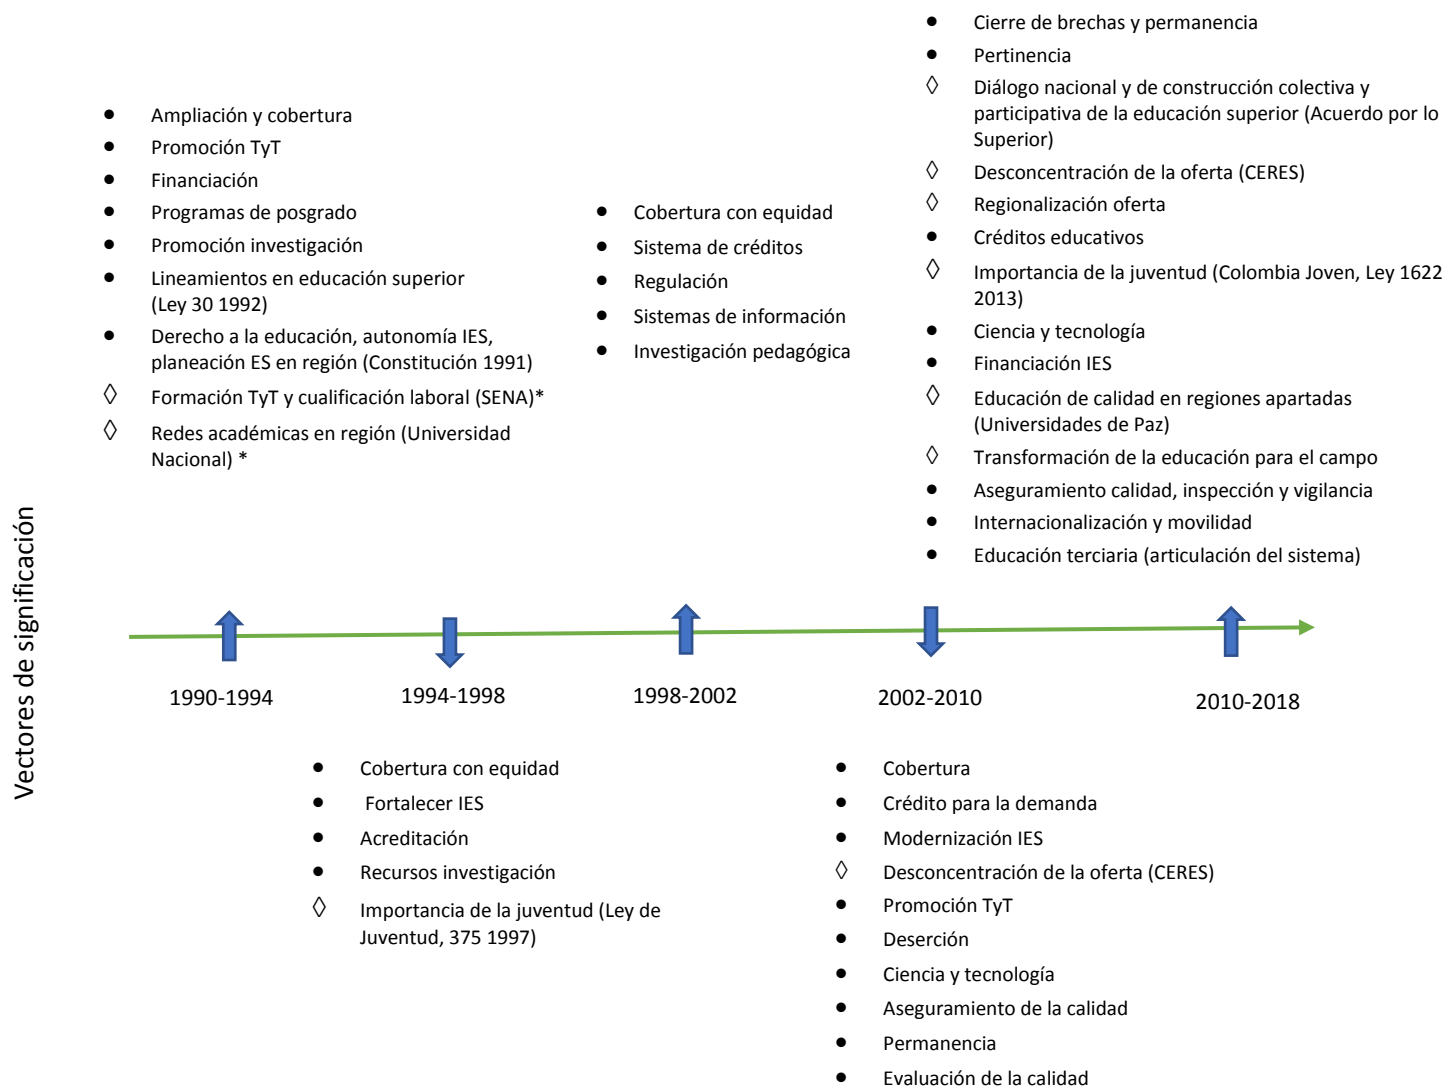 ● Ampliación y cobertura
● Promoción TyT
● Financiación
● Programas de posgrado
● Promoción investigación
● Lineamientos en educación superior
(Ley 30 1992)
● Derecho a la educación, autonomía IES,
planeación ES en región (Constitución 1991)
◊ Formación TyT y cualificación laboral (SENA)*
◊ Redes académicas en región (Universidad
Nacional) *
● Cobertura con equidad
● Sistema de créditos
● Regulación
● Sistemas de información
● Investigación pedagógica
● Cierre de brechas y permanencia
● Pertinencia
◊ Diálogo nacional y de construcción colectiva y
participativa de la educación superior (Acuerdo por lo
Superior)
◊ Desconcentración de la oferta (CERES)
◊ Regionalización oferta
● Créditos educativos
◊ Importancia de la juventud (Colombia Joven, Ley 1622
2013)
● Ciencia y tecnología
● Financiación IES
◊ Educación de calidad en regiones apartadas
(Universidades de Paz)
◊ Transformación de la educación para el campo
● Aseguramiento calidad, inspección y vigilancia
● Internacionalización y movilidad
● Educación terciaria (articulación del sistema)
Vectores de significación
1990-1994
1994-1998
1998-2002
2002-2010
2010-2018
● Cobertura con equidad
● Fortalecer IES
● Acreditación
● Recursos investigación
◊ Importancia de la juventud (Ley de
Juventud, 375 1997)
● Cobertura
● Crédito para la demanda
● Modernización IES
◊ Desconcentración de la oferta (CERES)
● Promoción TyT
● Deserción
● Ciencia y tecnología
● Aseguramiento de la calidad
● Permanencia
● Evaluación de la calidad